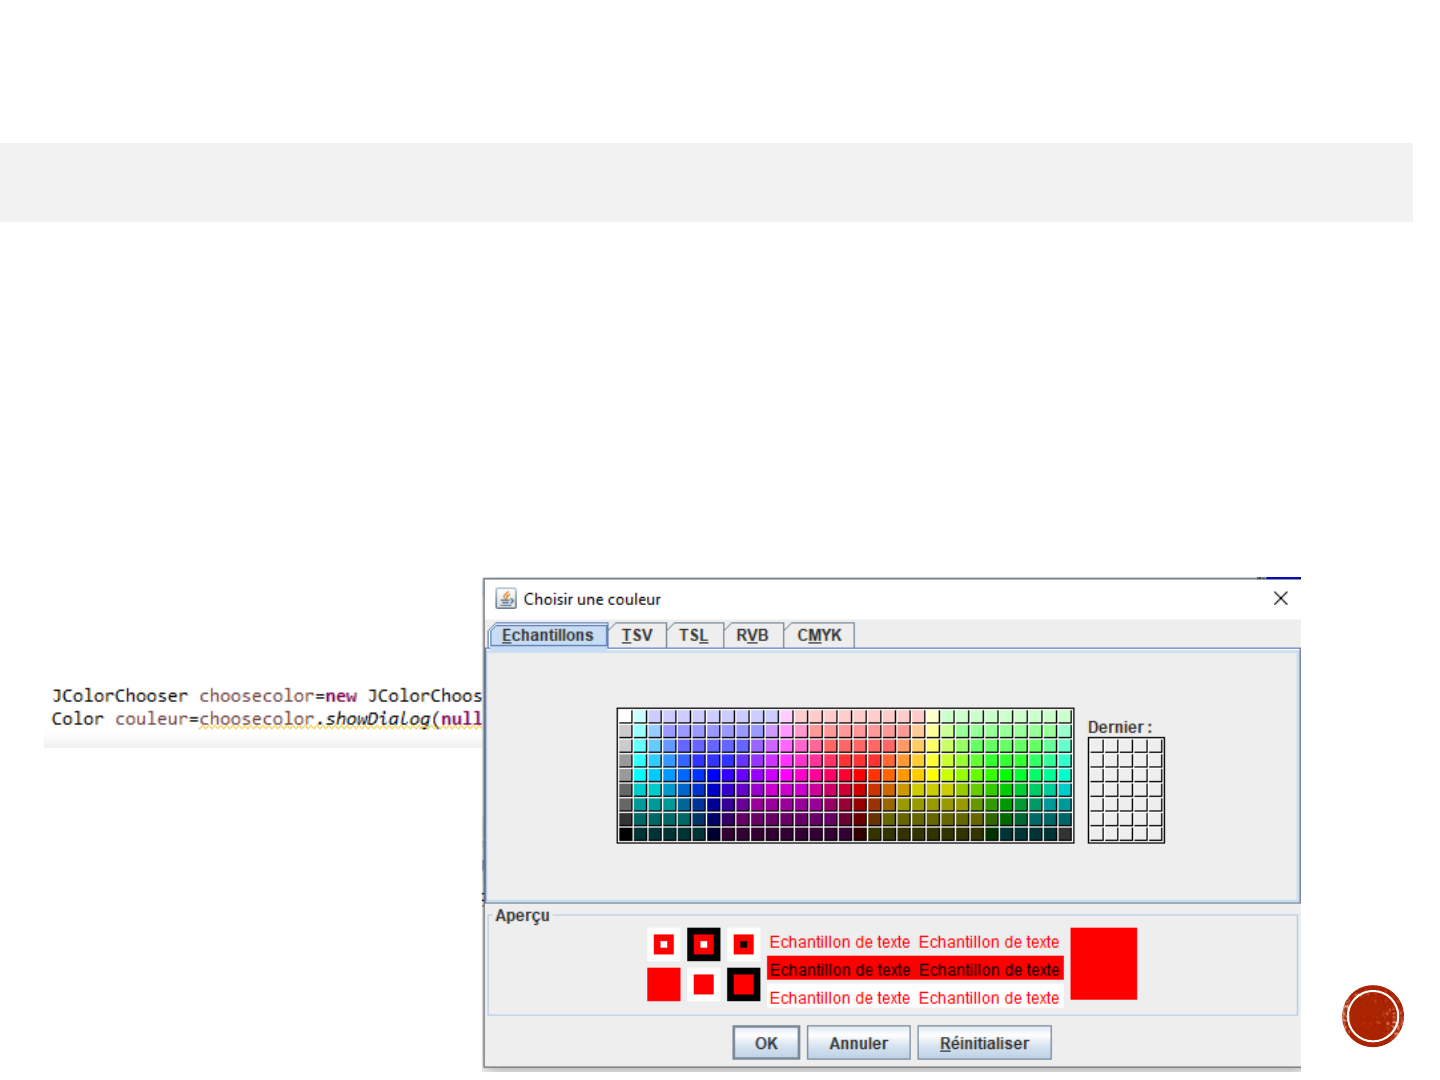 Choisir une couleur
Echantillons TSV TSL RVB CMYK
JColorChooser choosecolor=new JColorChoos
Color couleur=choosecolor.showDialog(null
Dernier :
Aperçu
Echantillon de texte Echantillon de texte
Echantillon de texte Echantillon de texte
Echantillon de texte Echantillon de texte
OK Annuler Réinitialiser